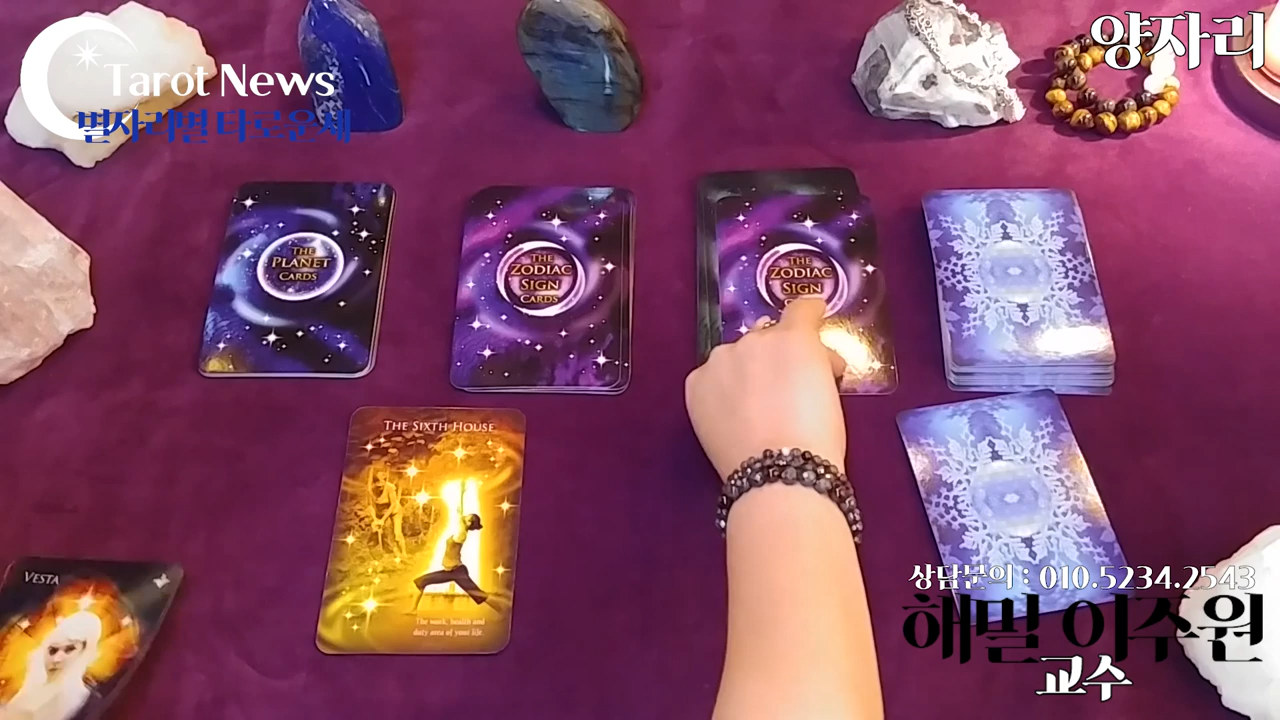 양자리
Tarot News
별자리별 타로운세
THE
PLANET
CARDS
THE
ZODIAC
SIGN
CARDS
THE
ZODIAC
SIGN
THE SIXTH HOUSE
The work, health and
duty area of your life.
VESTA
상담문의 : 010.5234.2543
해밀 이주원
교수